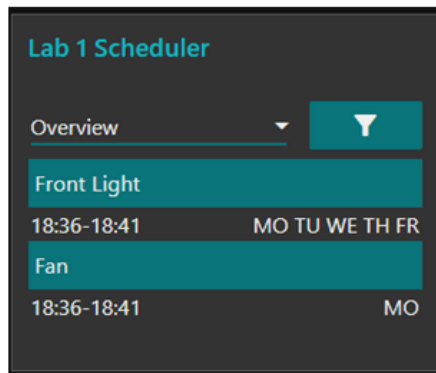 Lab 1 Scheduler
Overview
Front Light
18:36-18:41 MO TU WE TH FR
Fan
18:36-18:41 MO